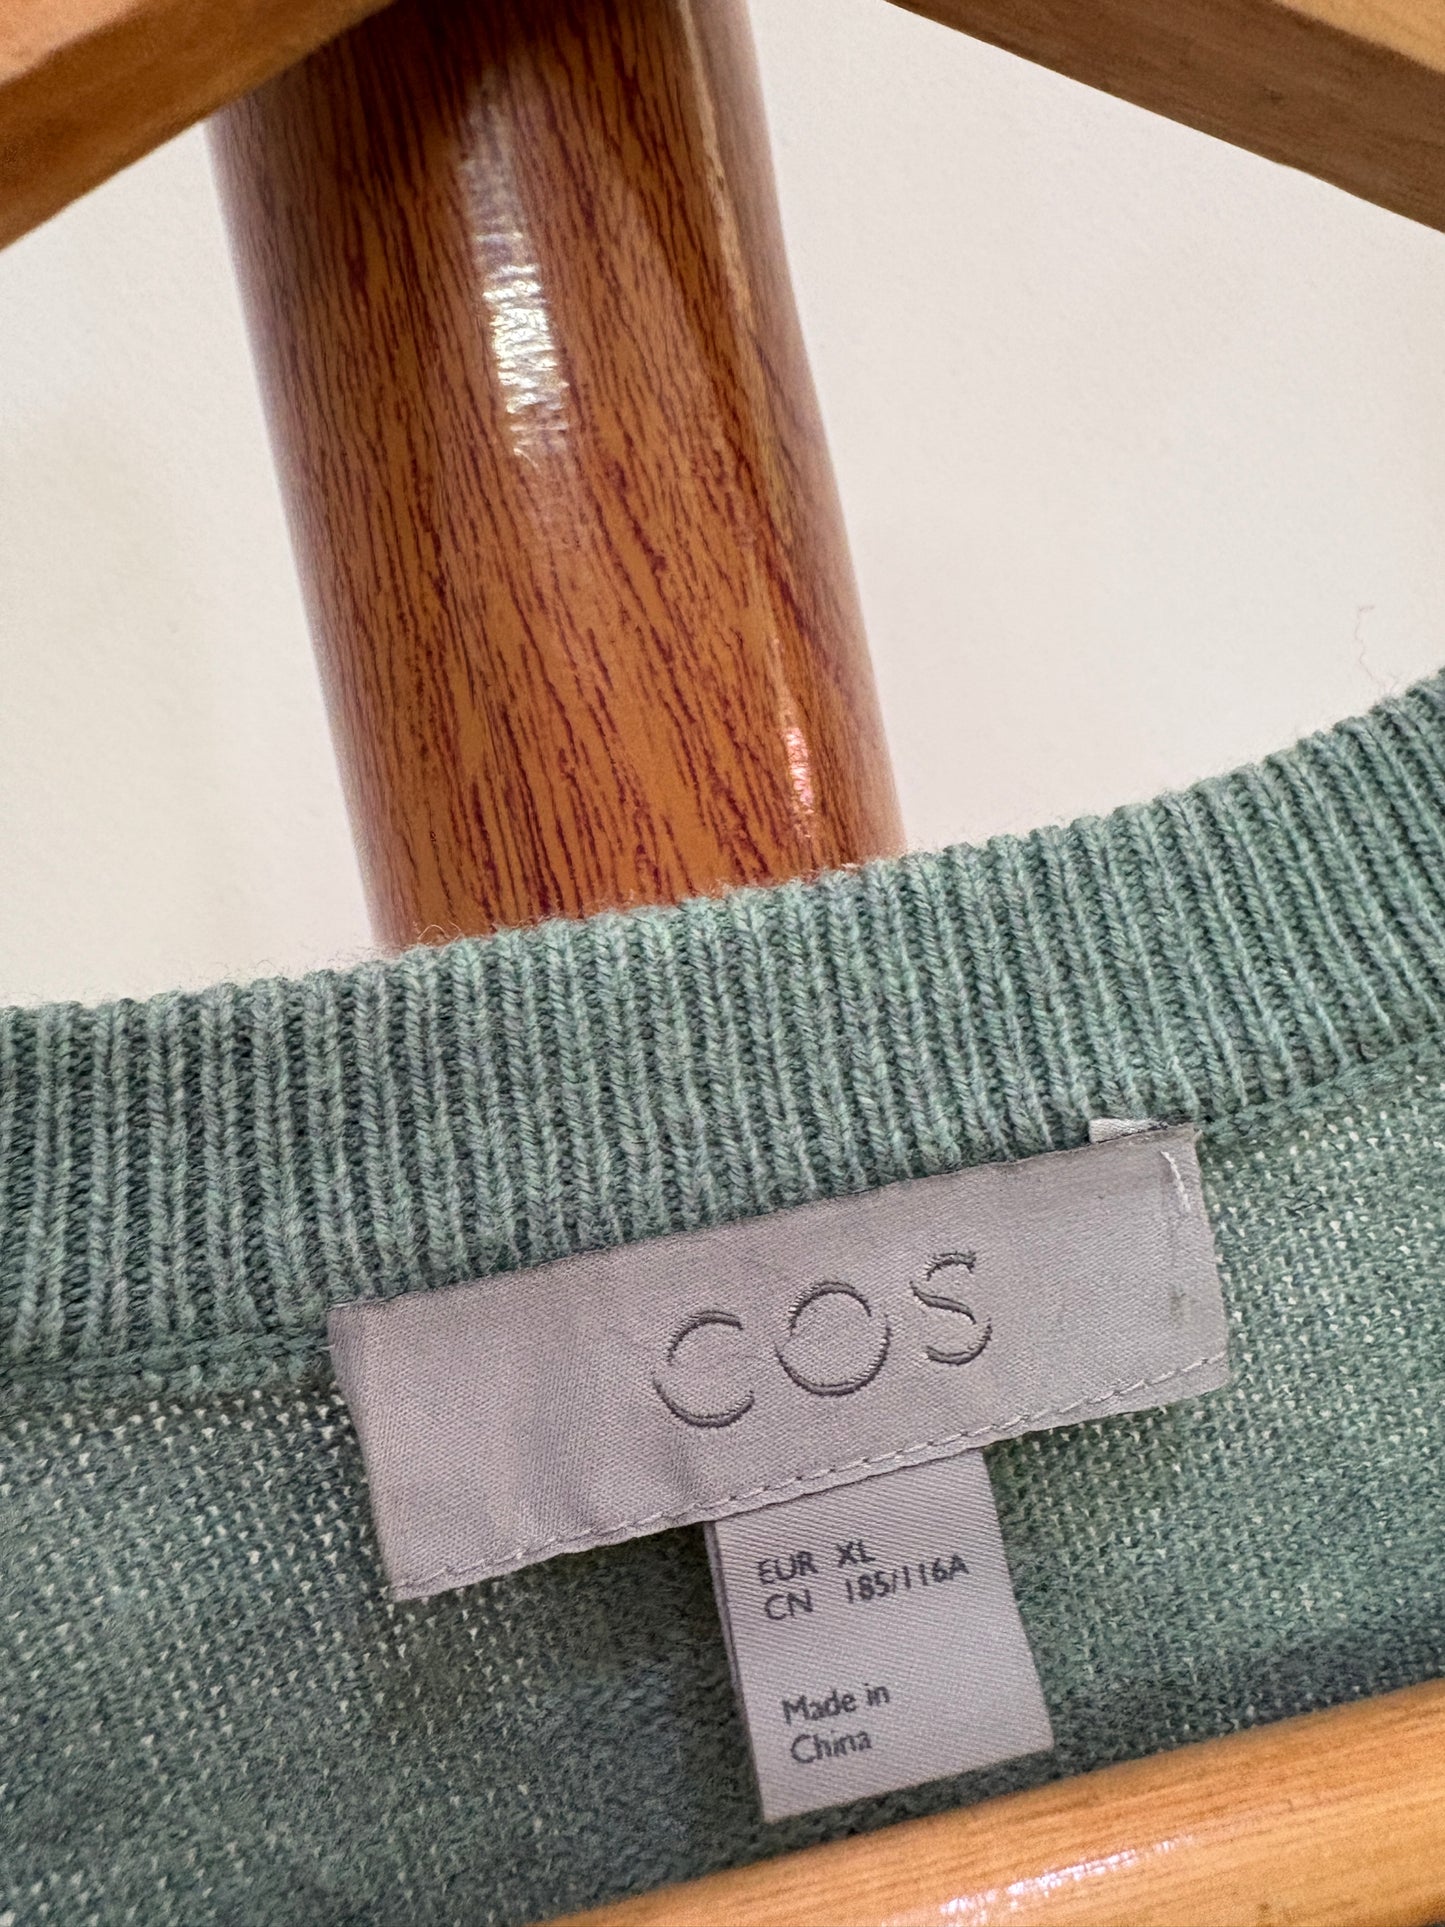 COS
EUR XL
CN 185/116A
Made in
China